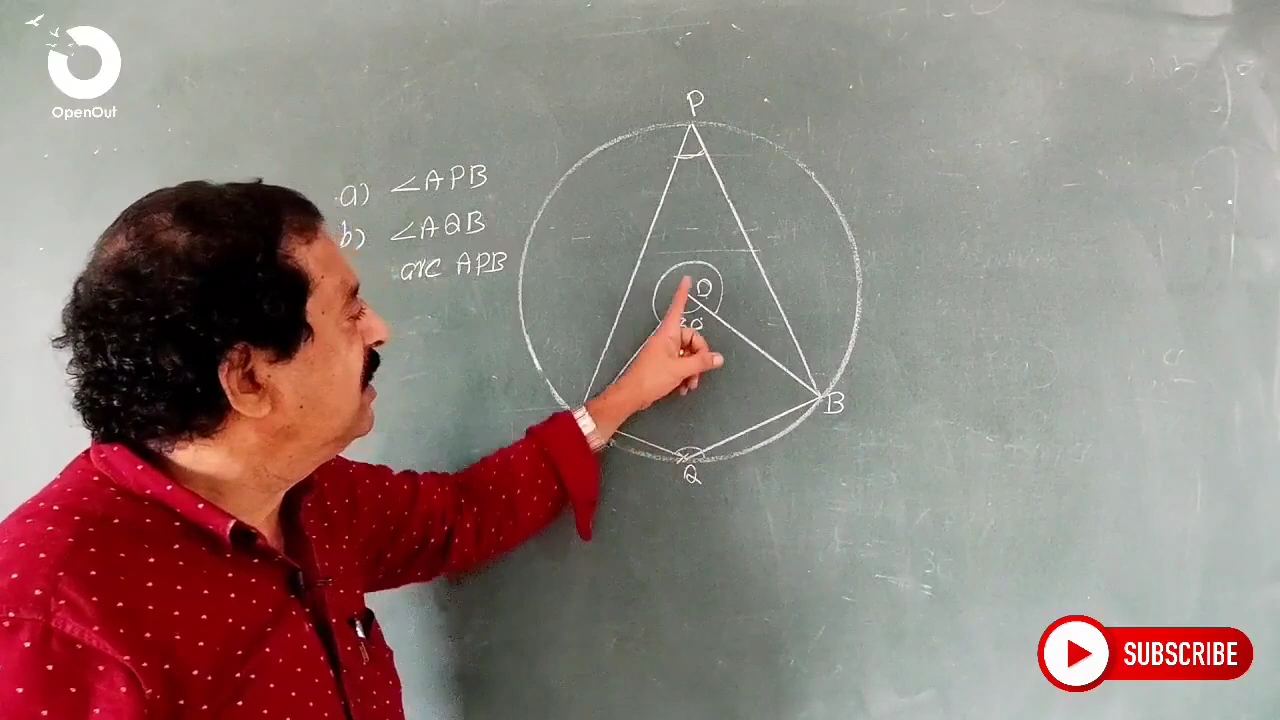 OpenOut
P
a) ∠APB
b) ∠AQB
arc APB
O
B
Q
SUBSCRIBE